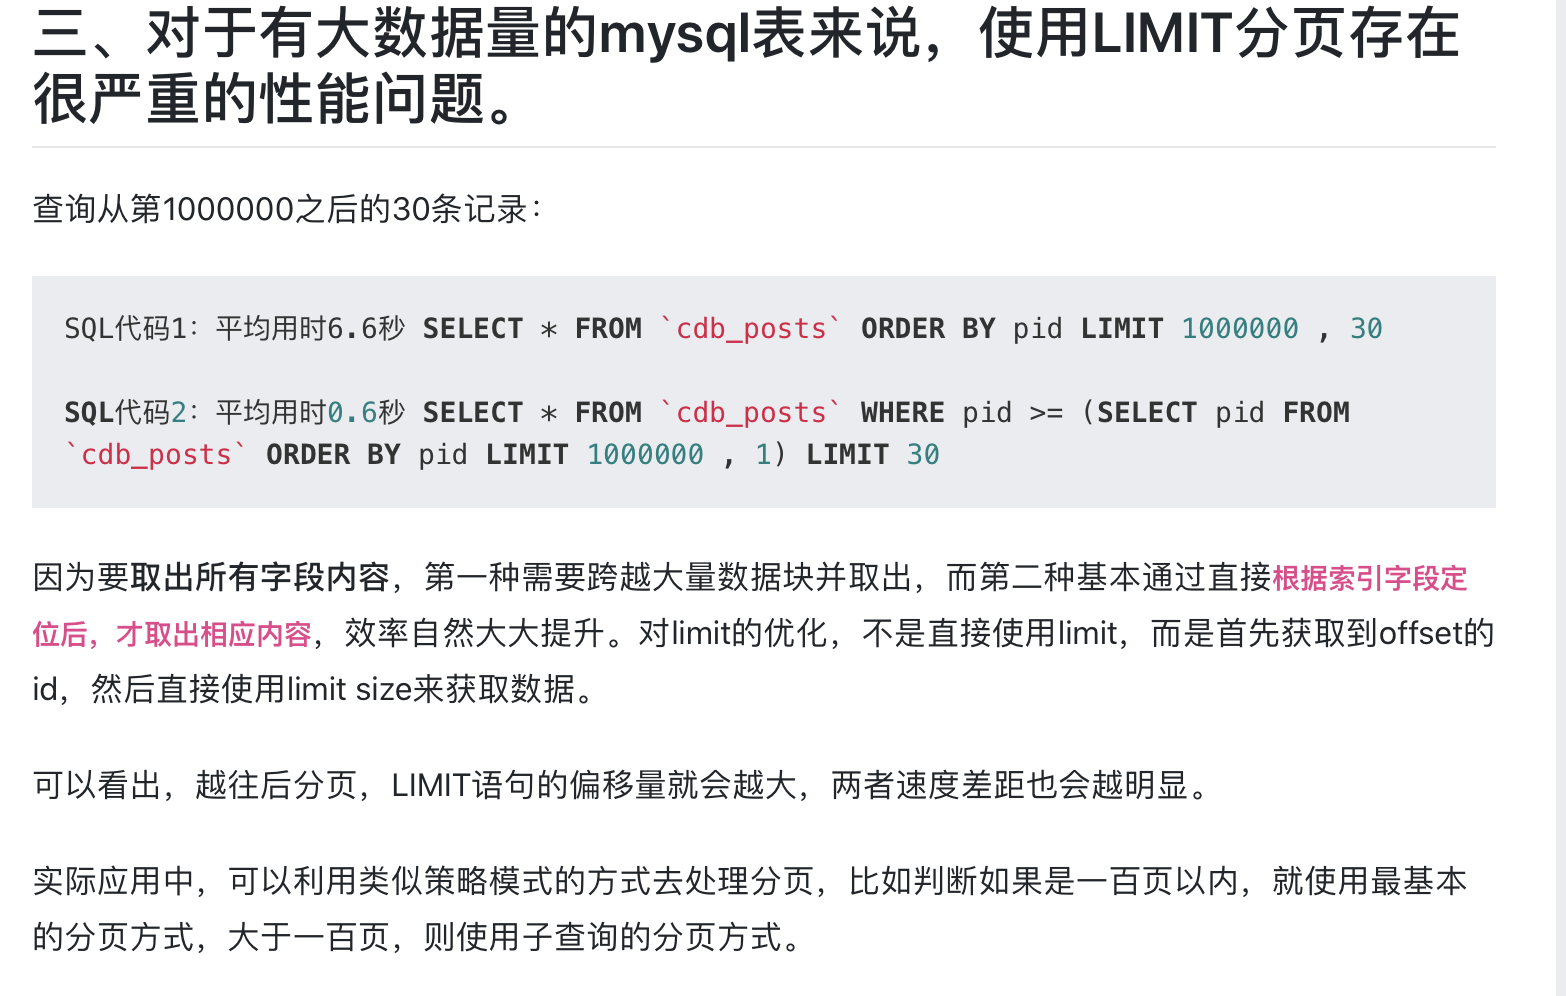 三、对于有大数据量的mysql表来说，使用LIMIT分页存在
很严重的性能问题。
查询从第1000000之后的30条记录：
SQL代码1：平均用时6.6秒 SELECT * FROM `cdb_posts` ORDER BY pid LIMIT 1000000 , 30
SQL代码2：平均用时0.6秒 SELECT * FROM `cdb_posts` WHERE pid >= (SELECT pid FROM
`cdb_posts` ORDER BY pid LIMIT 1000000 , 1) LIMIT 30
因为要取出所有字段内容，第一种需要跨越大量数据块并取出，而第二种基本通过直接根据索引字段定
位后，才取出相应内容，效率自然大大提升。对limit的优化，不是直接使用limit，而是首先获取到offset的
id，然后直接使用limit size来获取数据。
可以看出，越往后分页，LIMIT语句的偏移量就会越大，两者速度差距也会越明显。
实际应用中，可以利用类似策略模式的方式去处理分页，比如判断如果是一百页以内，就使用最基本
的分页方式，大于一百页，则使用子查询的分页方式。